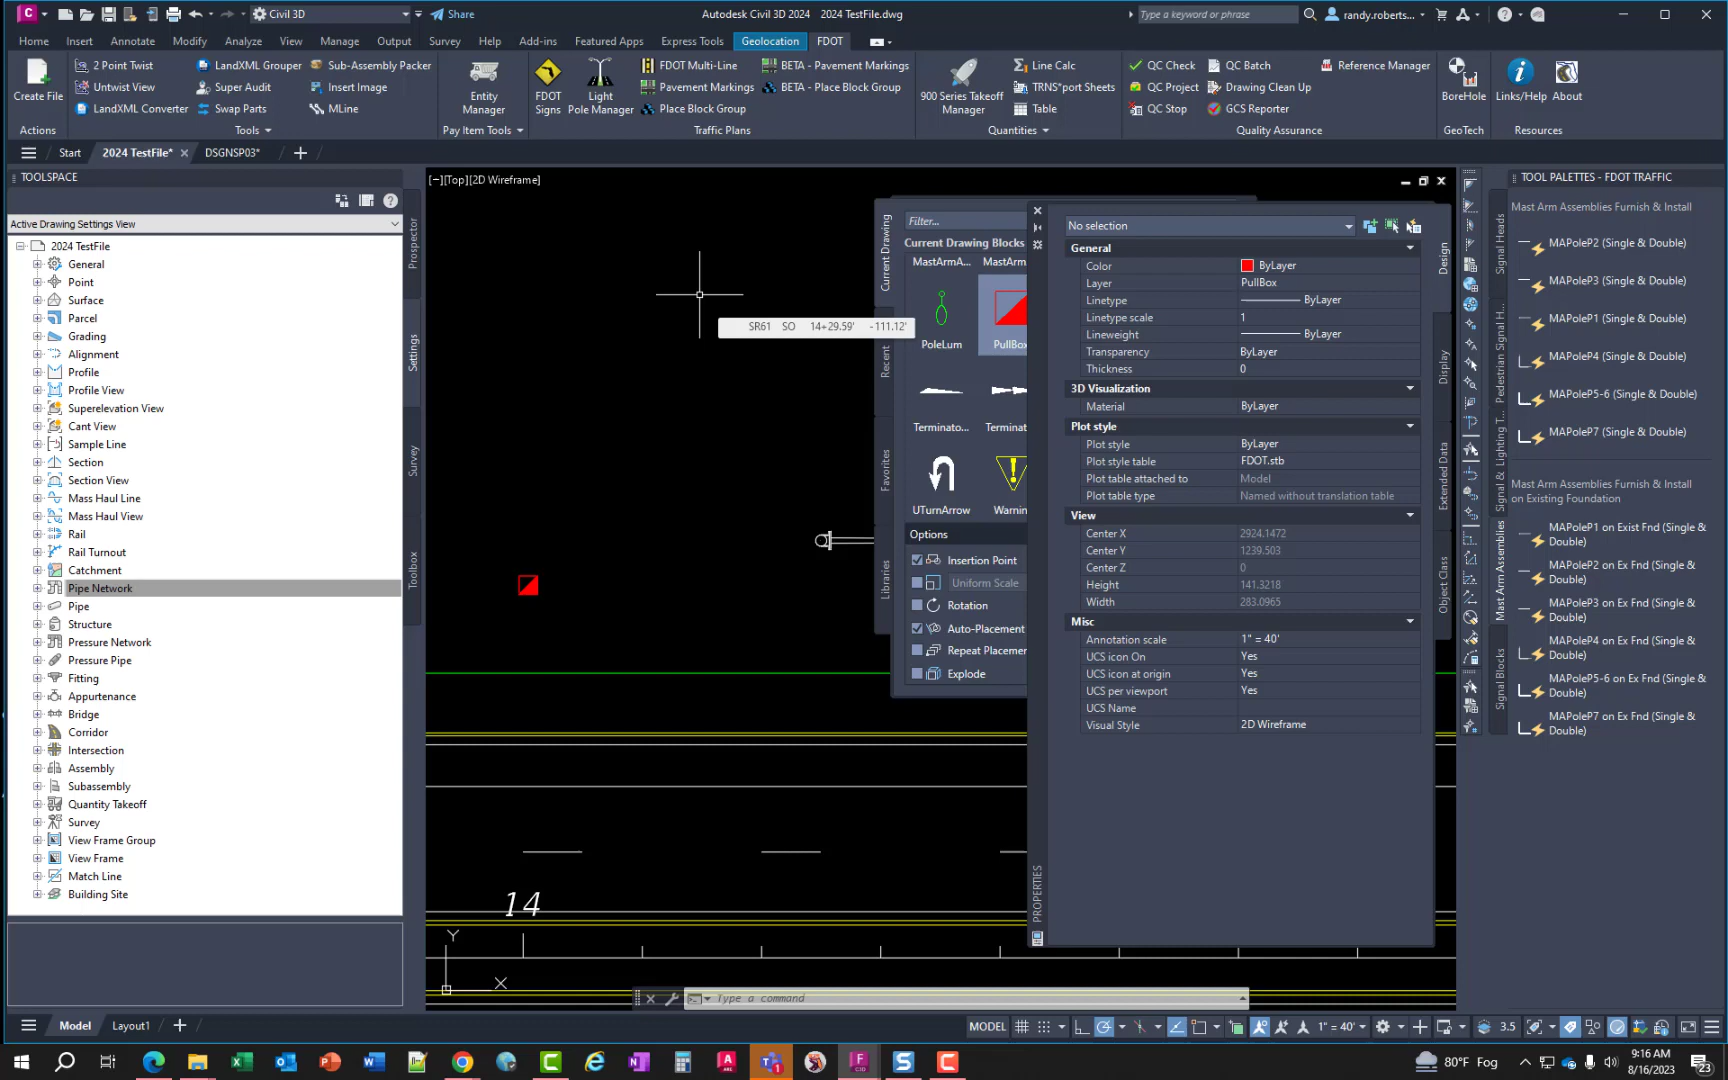 Civil 3D
Share
Autodesk Civil 3D 2024 2024 TestFile.dwg
Type a keyword or phrase
randy.roberts...
Home Insert Annotate Modify Analyze View Manage Output Survey Help Add-ins Featured Apps Express Tools Geolocation FDOT
Create File
Actions
2 Point Twist
Untwist View
LandXML Converter
LandXML Grouper
Super Audit
Swap Parts
Sub-Assembly Packer
Insert Image
MLine
Tools
Entity
Manager
Pay Item Tools
FDOT
Signs
Light
Pole Manager
FDOT Multi-Line
Pavement Markings
Place Block Group
BETA - Pavement Markings
BETA - Place Block Group
Traffic Plans
900 Series Takeoff
Manager
Line Calc
TRNS*port Sheets
Table
Quantities
QC Check
QC Project
QC Stop
QC Batch
Drawing Clean Up
GCS Reporter
Reference Manager
Quality Assurance
BoreHole
GeoTech
Links/Help
About
Resources
Start
2024 TestFile*
DSGNSP03*
TOOLSPACE
Active Drawing Settings View
2024 TestFile
General
Point
Surface
Parcel
Grading
Alignment
Profile
Profile View
Superelevation View
Cant View
Sample Line
Section
Section View
Mass Haul Line
Mass Haul View
Rail
Rail Turnout
Catchment
Pipe Network
Pipe
Structure
Pressure Network
Pressure Pipe
Fitting
Appurtenance
Bridge
Corridor
Intersection
Assembly
Subassembly
Quantity Takeoff
Survey
View Frame Group
View Frame
Match Line
Building Site
Prospector
Settings
Survey
Toolbox
[−][Top][2D Wireframe]
SR61 SO 14+29.59' -111.12'
14
Y
X
Current Drawing
Recent
Favorites
Libraries
Filter...
Current Drawing Blocks
MastArmA... MastArm
PoleLum PullBox
Terminato... Terminat
UTurnArrow Warnin
Options
Insertion Point
Uniform Scale
Rotation
Auto-Placement
Repeat Placemen
Explode
PROPERTIES
No selection
General
Color ByLayer
Layer PullBox
Linetype ByLayer
Linetype scale 1
Lineweight ByLayer
Transparency ByLayer
Thickness 0
3D Visualization
Material ByLayer
Plot style
Plot style ByLayer
Plot style table FDOT.stb
Plot table attached to Model
Plot table type Named without translation table
View
Center X 2924.1472
Center Y 1239.503
Center Z 0
Height 141.3218
Width 283.0965
Misc
Annotation scale 1" = 40'
UCS icon On Yes
UCS icon at origin Yes
UCS per viewport Yes
UCS Name
Visual Style 2D Wireframe
Design
Display
Extended Data
Object Class
TOOL PALETTES - FDOT TRAFFIC
Signal Heads
Pedestrian Signal H...
Signal & Lighting T...
Mast Arm Assemblies
Signal Blocks
Mast Arm Assemblies Furnish & Install
MAPoleP2 (Single & Double)
MAPoleP3 (Single & Double)
MAPoleP1 (Single & Double)
MAPoleP4 (Single & Double)
MAPoleP5-6 (Single & Double)
MAPoleP7 (Single & Double)
Mast Arm Assemblies Furnish & Install
on Existing Foundation
MAPoleP1 on Exist Fnd (Single &
Double)
MAPoleP2 on Ex Fnd (Single &
Double)
MAPoleP3 on Ex Fnd (Single &
Double)
MAPoleP4 on Ex Fnd (Single &
Double)
MAPoleP5-6 on Ex Fnd (Single &
Double)
MAPoleP7 on Ex Fnd (Single &
Double)
Type a command
Model Layout1
MODEL
1" = 40'
3.5
80°F Fog
9:16 AM
8/16/2023
23